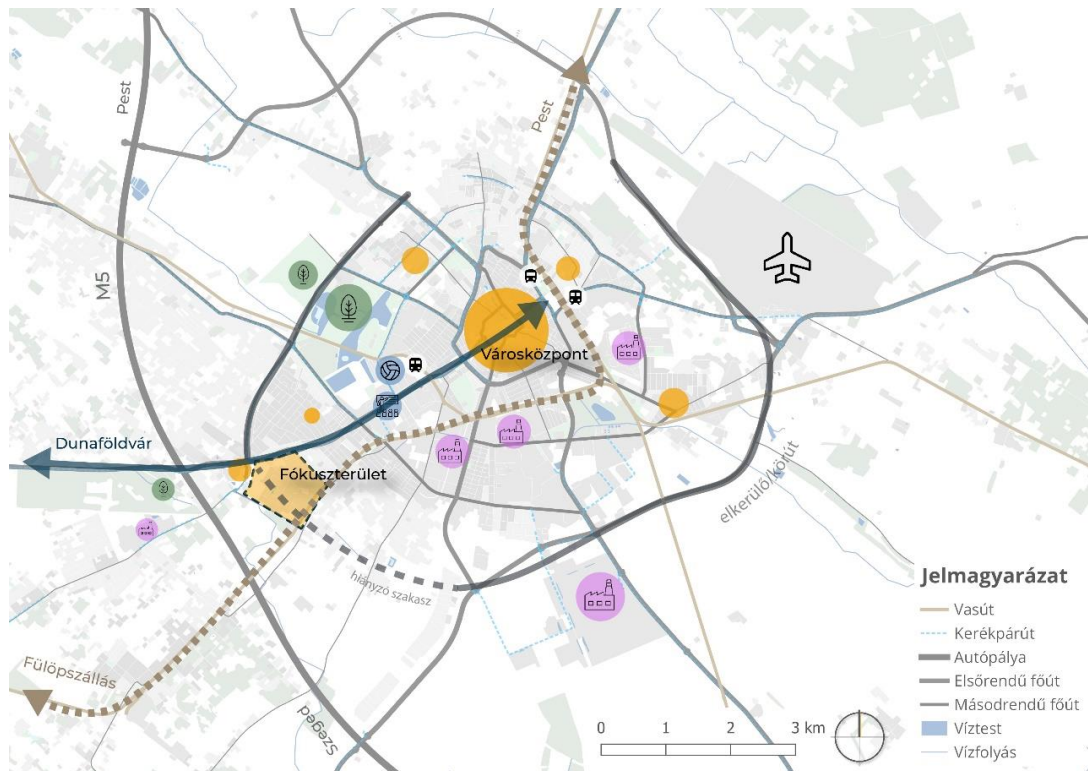 Pest
Pest
M5
Városközpont
Dunaföldvár
Fókuszterület
elkerülő/körút
hiányzó szakasz
Fülöpszállás
Szeged
Jelmagyarázat
Vasút
Kerékpárút
Autópálya
Elsőrendű főút
Másodrendű főút
Víztest
Vízfolyás
0 1 2 3 km